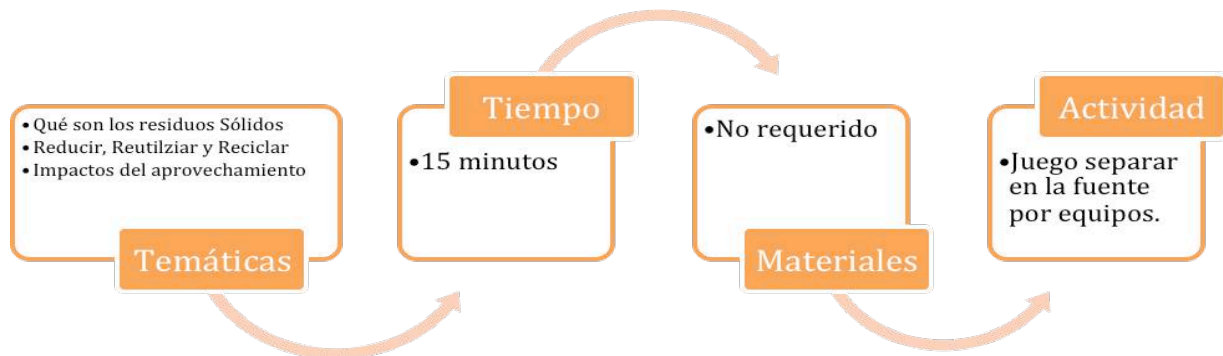 • Qué son los residuos Sólidos
• Reducir, Reutilziar y Reciclar
• Impactos del aprovechamiento
Temáticas
Tiempo
• 15 minutos
• No requerido
Materiales
Actividad
• Juego separar
en la fuente
por equipos.